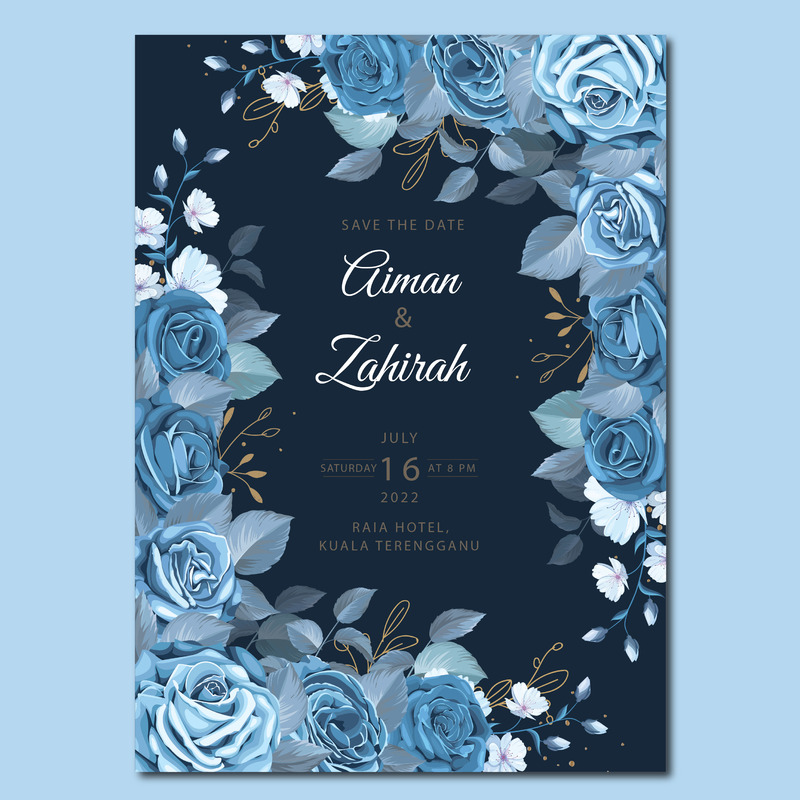 SAVE THE DATE
Aiman
&
Zahirah
JULY
SATURDAY 16 AT 8 PM
2022
RAIA HOTEL,
KUALA TERENGGANU